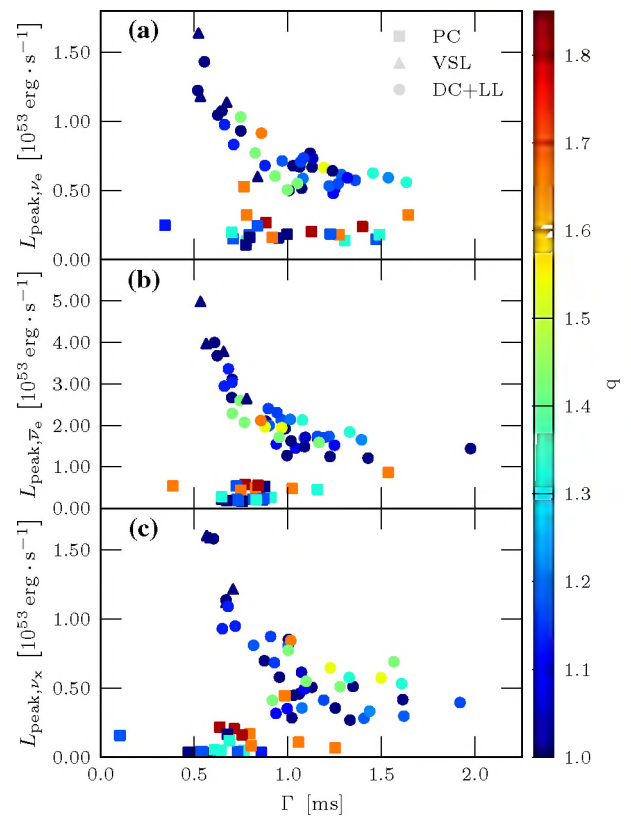 (a)
PC
VSL
DC+LL
L_peak,ν_e [10^53 erg · s^−1]
1.50
1.00
0.50
0.00
(b)
L_peak,ν̅_e [10^53 erg · s^−1]
5.00
4.00
3.00
2.00
1.00
0.00
(c)
L_peak,ν_x [10^53 erg · s^−1]
1.50
1.00
0.50
0.00
0.0 0.5 1.0 1.5 2.0
Γ [ms]
1.8
1.7
1.6
1.5
1.4
1.3
1.2
1.1
1.0
q